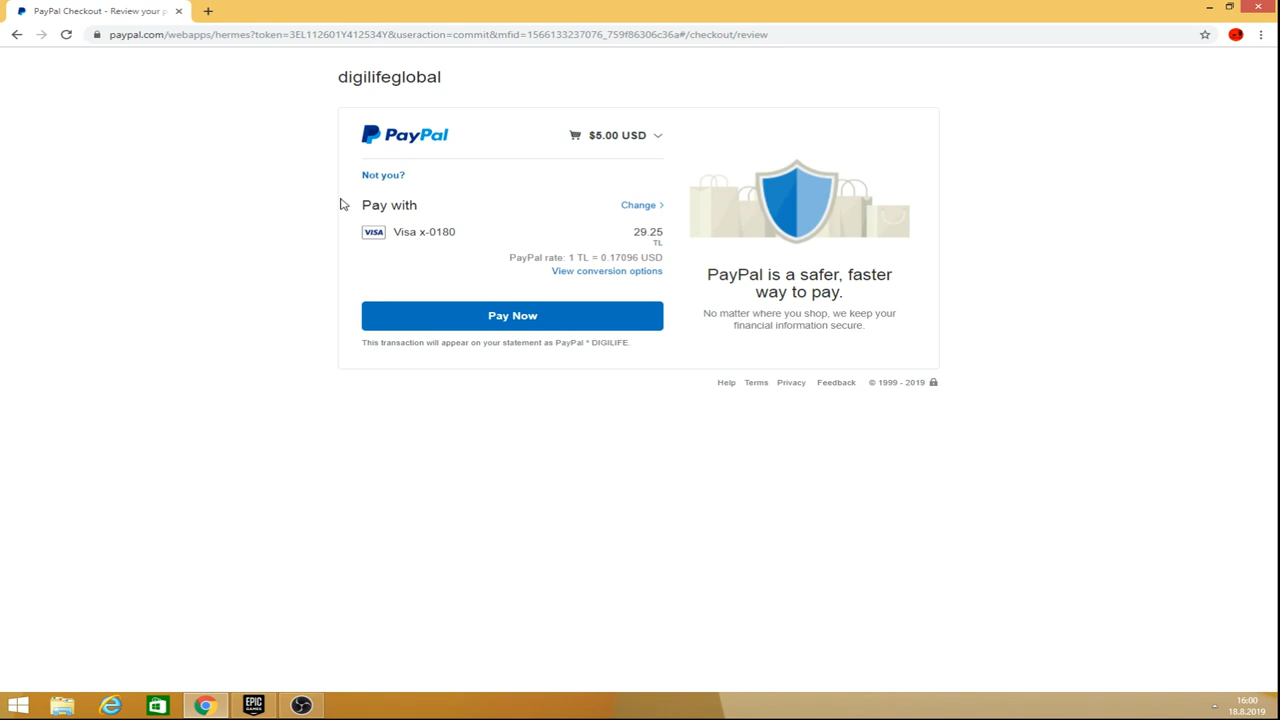 PayPal Checkout - Review your p
paypal.com/webapps/hermes?token=3EL112601Y412534Y&useraction=commit&mfid=1566133237076_759f86306c36a#/checkout/review
digilifeglobal
PayPal
$5.00 USD
Not you?
Pay with
Change
VISA
Visa x-0180
29.25
TL
PayPal rate: 1 TL = 0.17096 USD
View conversion options
Pay Now
This transaction will appear on your statement as PayPal * DIGILIFE.
PayPal is a safer, faster
way to pay.
No matter where you shop, we keep your
financial information secure.
Help Terms Privacy Feedback © 1999 - 2019
EPIC
GAMES
16:00
18.8.2019